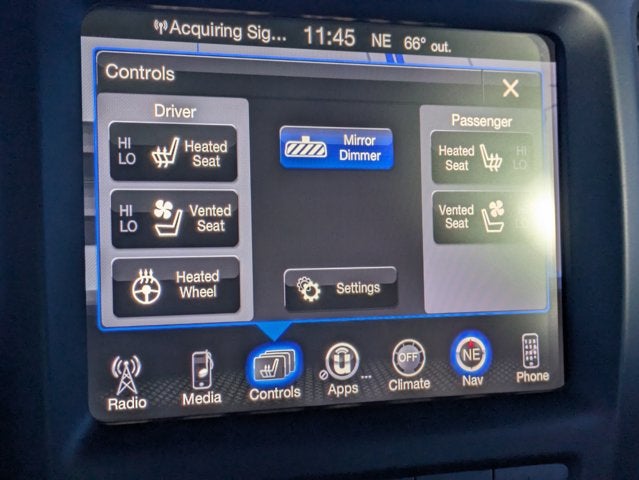 Acquiring Sig... 11:45 NE 66° out.
Controls X
Driver
Passenger
HI
LO
Heated
Seat
Mirror
Dimmer
Heated
Seat
HI
LO
HI
LO
Vented
Seat
Vented
Seat
Heated
Wheel
Settings
OFF
NE
Radio
Media
Controls
Apps ...
Climate
Nav
Phone